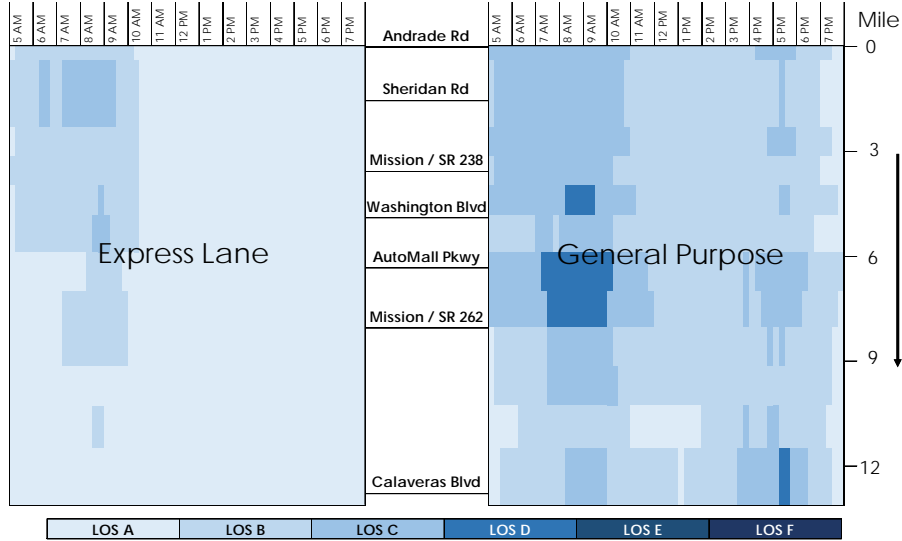 5 AM 6 AM 7 AM 8 AM 9 AM 10 AM 11 AM 12 PM 1 PM 2 PM 3 PM 4 PM 5 PM 6 PM 7 PM
5 AM 6 AM 7 AM 8 AM 9 AM 10 AM 11 AM 12 PM 1 PM 2 PM 3 PM 4 PM 5 PM 6 PM 7 PM
Mile
Andrade Rd
0
Sheridan Rd
3
Mission / SR 238
Washington Blvd
Express Lane
AutoMall Pkwy
General Purpose
6
Mission / SR 262
9
12
Calaveras Blvd
LOS A LOS B LOS C LOS D LOS E LOS F